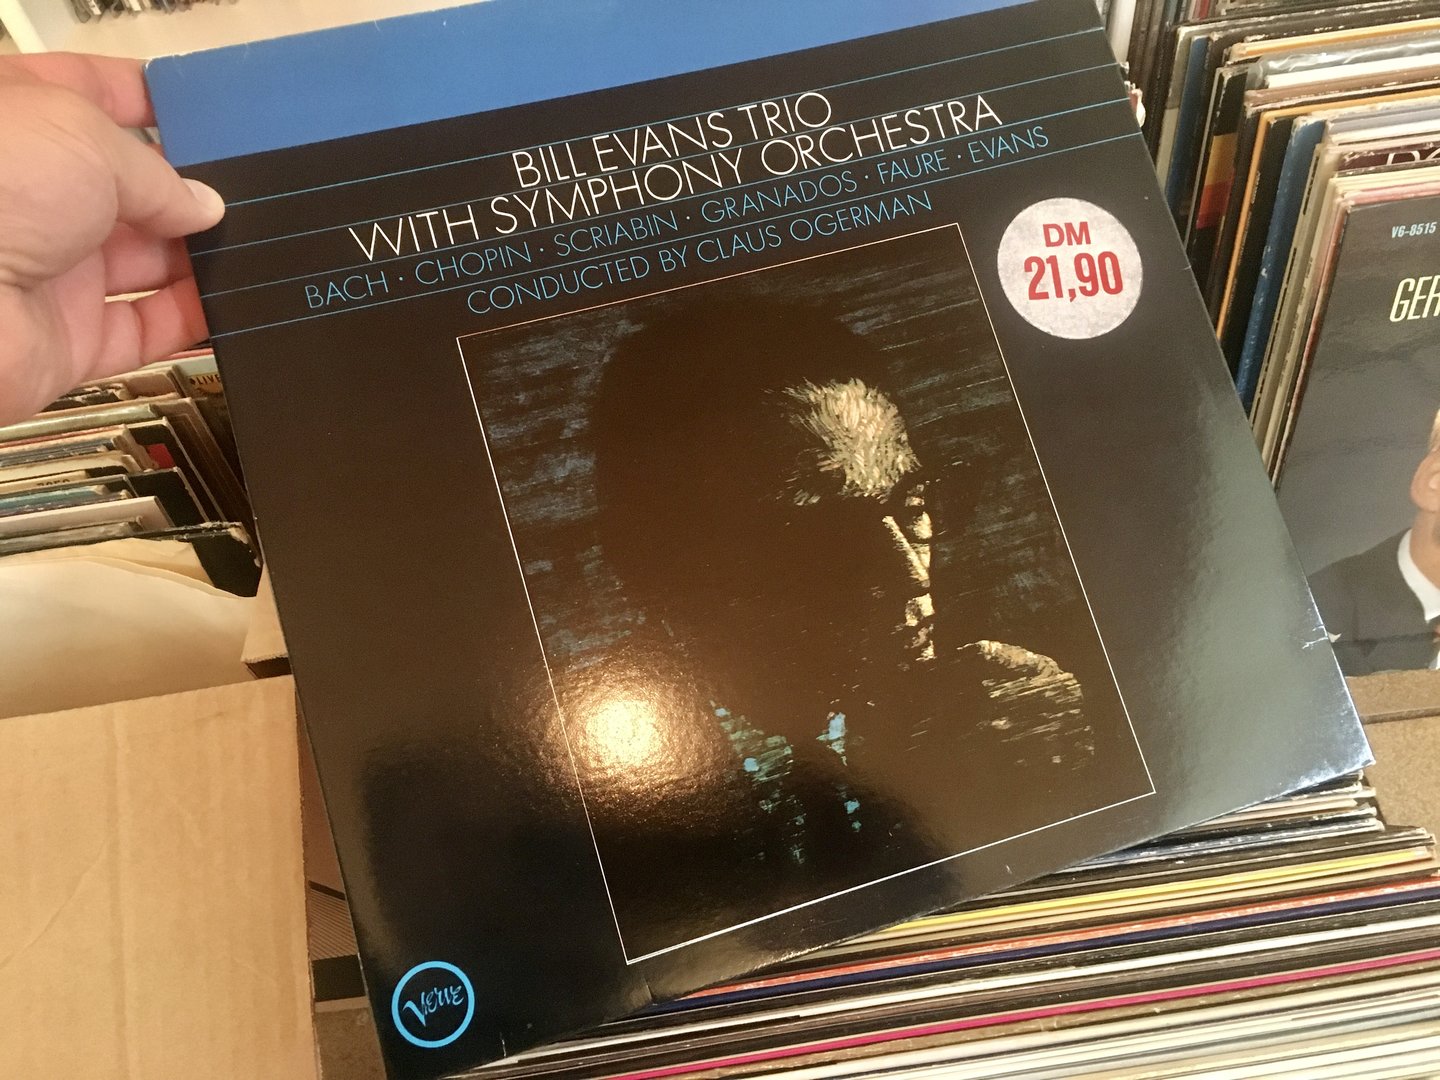 BILL EVANS TRIO
WITH SYMPHONY ORCHESTRA
BACH · CHOPIN · SCRIABIN · GRANADOS · FAURE · EVANS
CONDUCTED BY CLAUS OGERMAN
DM
21,90
Verve
V6-8515
GER
LIVE